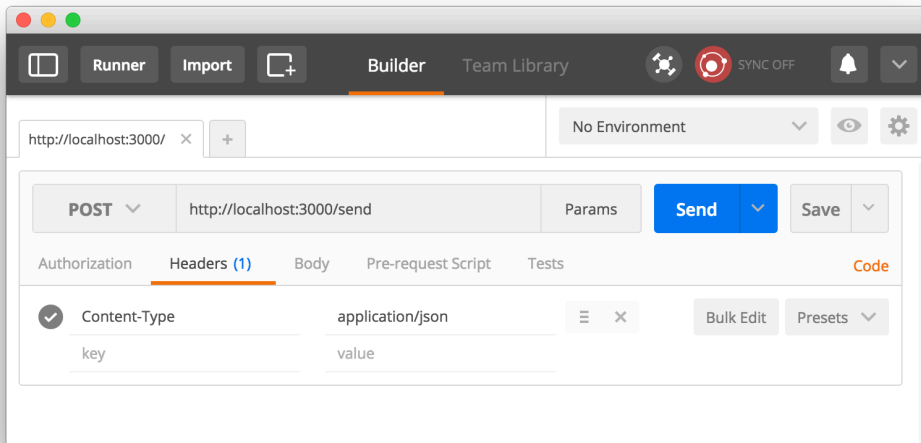 Runner Import Builder Team Library SYNC OFF
http://localhost:3000/
No Environment
POST http://localhost:3000/send Params Send Save
Authorization Headers (1) Body Pre-request Script Tests Code
Content-Type application/json Bulk Edit Presets
key value